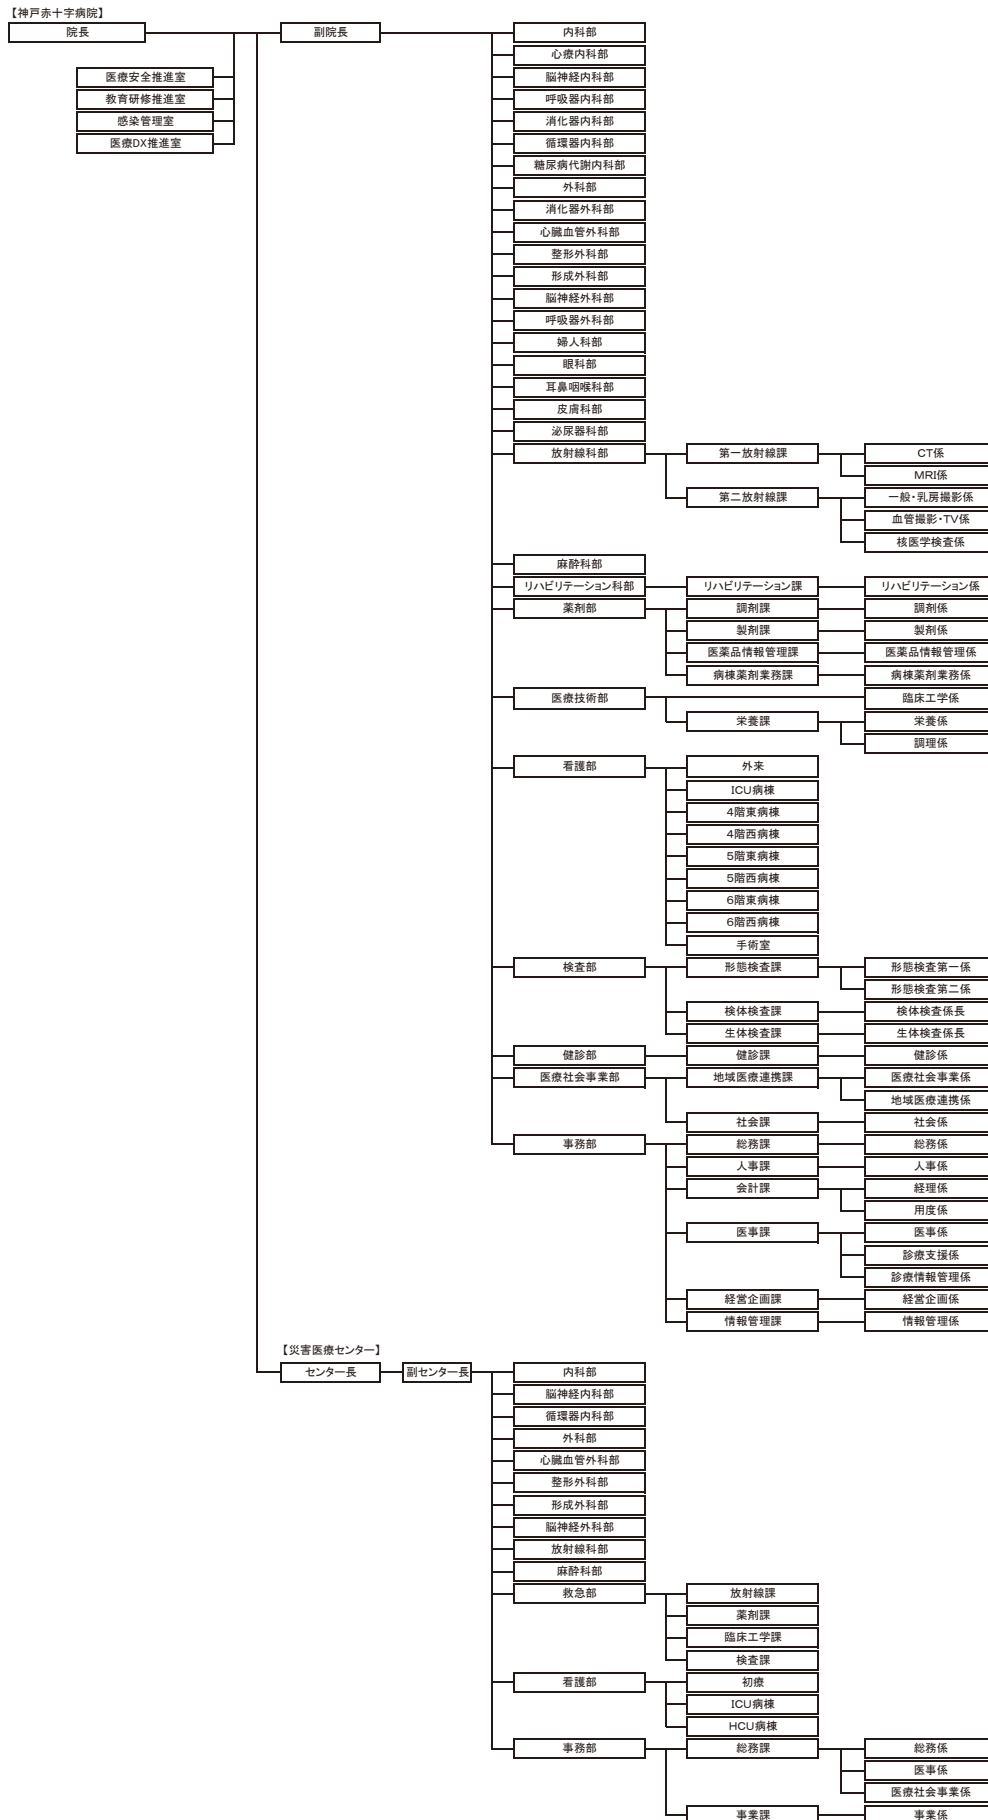 【神戸赤十字病院】
院長
副院長
医療安全推進室
教育研修推進室
感染管理室
医療DX推進室
内科部
心療内科部
脳神経内科部
呼吸器内科部
消化器内科部
循環器内科部
糖尿病代謝内科部
外科部
消化器外科部
心臓血管外科部
整形外科部
形成外科部
脳神経外科部
呼吸器外科部
婦人科部
眼科部
耳鼻咽喉科部
皮膚科部
泌尿器科部
放射線科部 第一放射線課 CT係
MRI係
第二放射線課 一般・乳房撮影係
血管撮影・TV係
核医学検査係
麻酔科部
リハビリテーション科部 リハビリテーション課 リハビリテーション係
薬剤部 調剤課 調剤係
製剤課 製剤係
医薬品情報管理課 医薬品情報管理係
病棟薬剤業務課 病棟薬剤業務係
医療技術部 臨床工学係
栄養課 栄養係
調理係
看護部 外来
ICU病棟
4階東病棟
4階西病棟
5階東病棟
5階西病棟
6階東病棟
6階西病棟
手術室
検査部 形態検査課 形態検査第一係
形態検査第二係
検体検査課 検体検査係長
生体検査課 生体検査係長
健診部 健診課 健診係
医療社会事業部 地域医療連携課 医療社会事業係
地域医療連携係
社会課 社会係
事務部 総務課 総務係
人事課 人事係
会計課 経理係
用度係
医事課 医事係
診療支援係
診療情報管理係
経営企画課 経営企画係
情報管理課 情報管理係
【災害医療センター】
センター長 副センター長 内科部
脳神経内科部
循環器内科部
外科部
心臓血管外科部
整形外科部
形成外科部
脳神経外科部
放射線科部
麻酔科部
救急部 放射線課
薬剤課
臨床工学課
検査課
看護部 初療
ICU病棟
HCU病棟
事務部 総務課 総務係
医事係
医療社会事業係
事業課 事業係